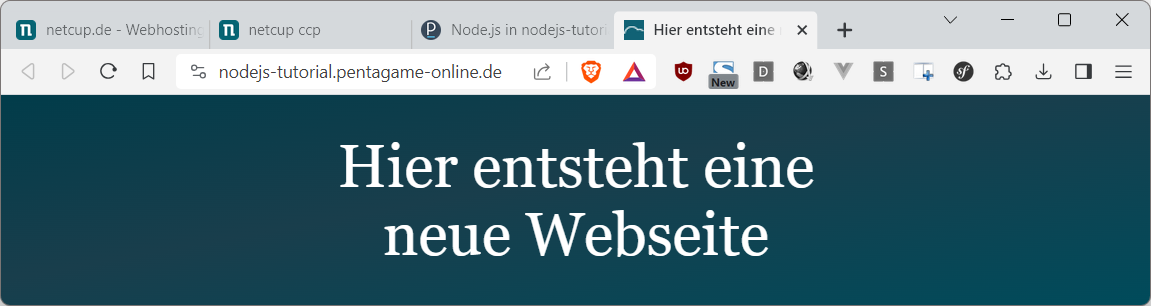 netcup.de - Webhosting
netcup ccp
Node.js in nodejs-tutori
Hier entsteht eine
nodejs-tutorial.pentagame-online.de
New
D
S
Hier entsteht eine
neue Webseite